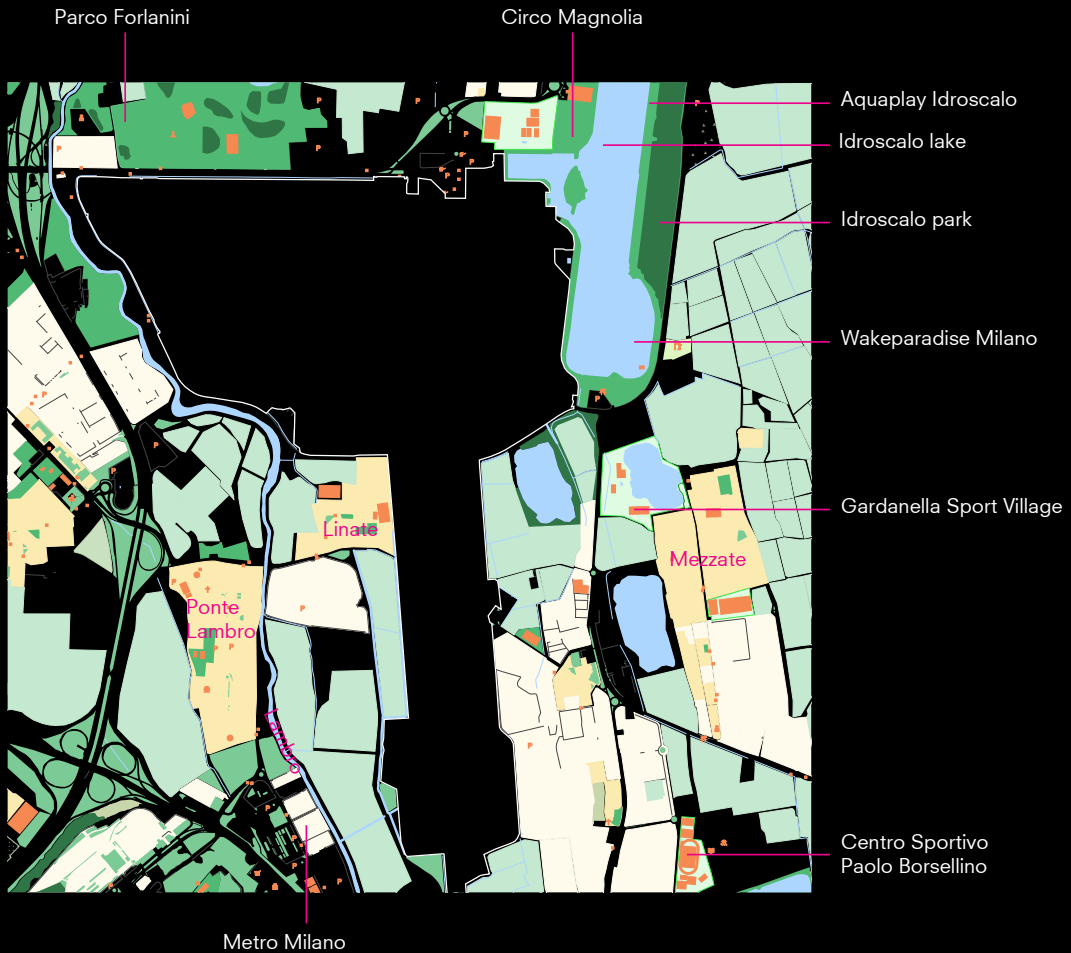 Parco Forlanini
Circo Magnolia
Aquaplay Idroscalo
Idroscalo lake
Idroscalo park
Wakeparadise Milano
Gardanella Sport Village
Linate
Mezzate
Ponte
Lambro
Lambro
Centro Sportivo
Paolo Borsellino
Metro Milano